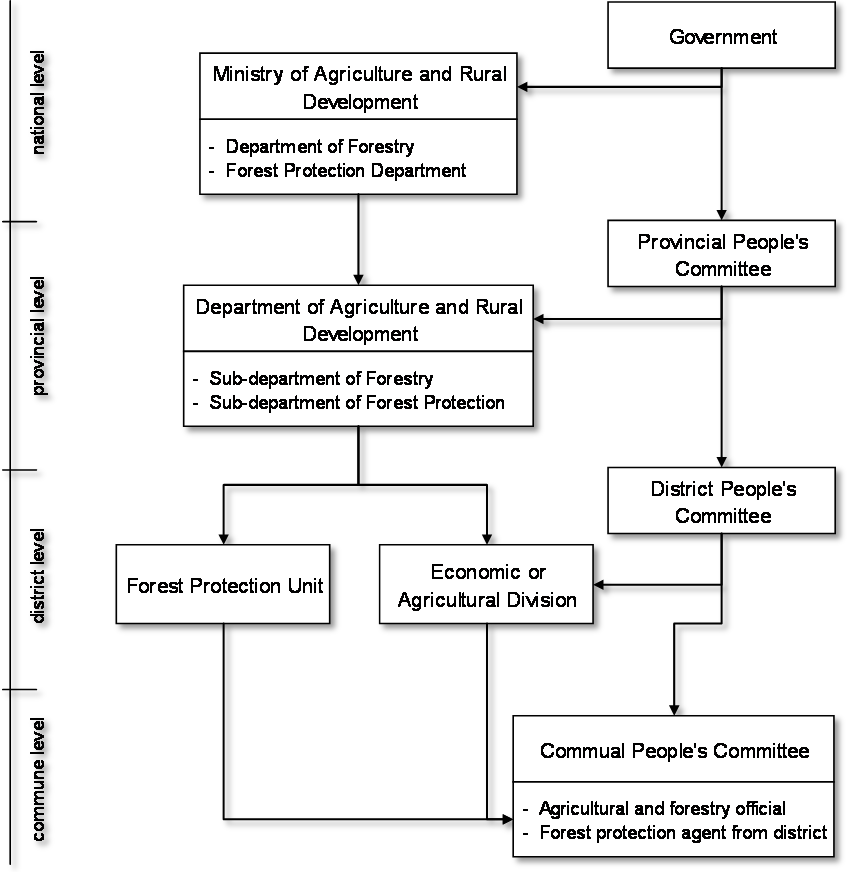 national level
Government
Ministry of Agriculture and Rural
Development
- Department of Forestry
- Forest Protection Department
provincial level
Provincial People's
Committee
Department of Agriculture and Rural
Development
- Sub-department of Forestry
- Sub-department of Forest Protection
district level
District People's
Committee
Forest Protection Unit
Economic or
Agricultural Division
commune level
Commual People's Committee
- Agricultural and forestry official
- Forest protection agent from district